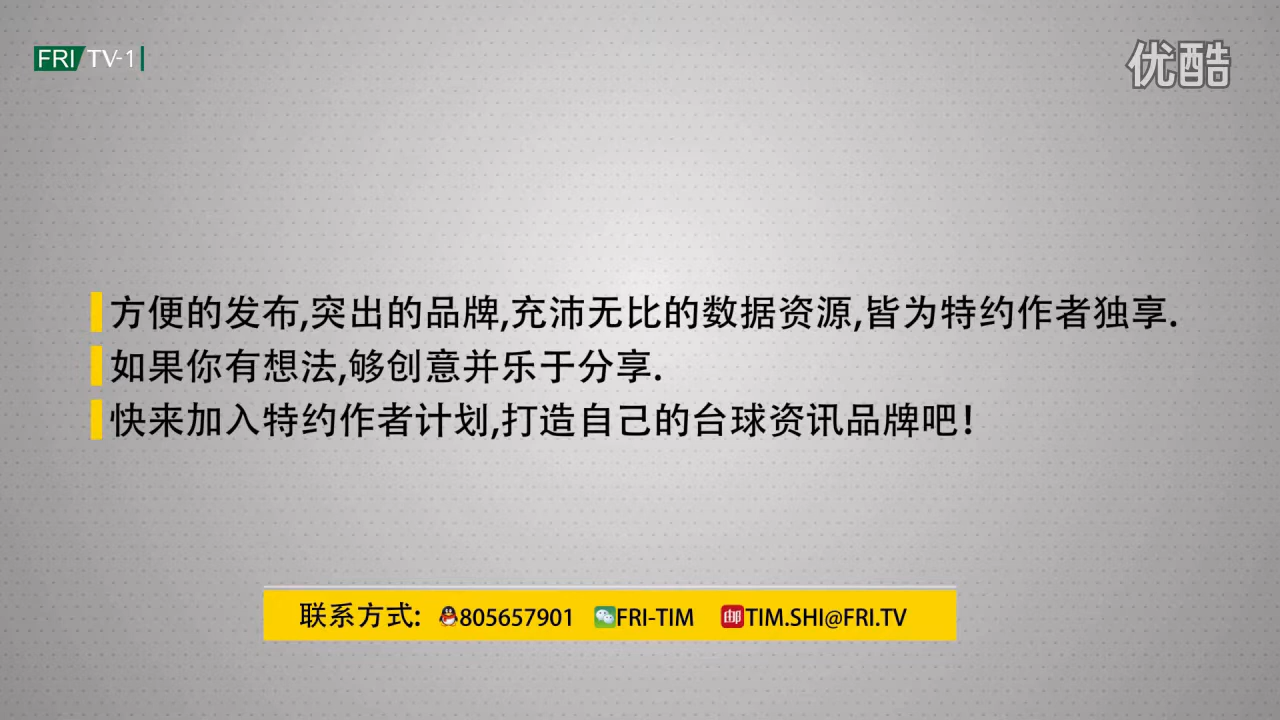 FRI TV-1
优酷
方便的发布,突出的品牌,充沛无比的数据资源,皆为特约作者独享.
如果你有想法,够创意并乐于分享.
快来加入特约作者计划,打造自己的台球资讯品牌吧!
联系方式: 805657901 FRI-TIM 邮 TIM.SHI@FRI.TV